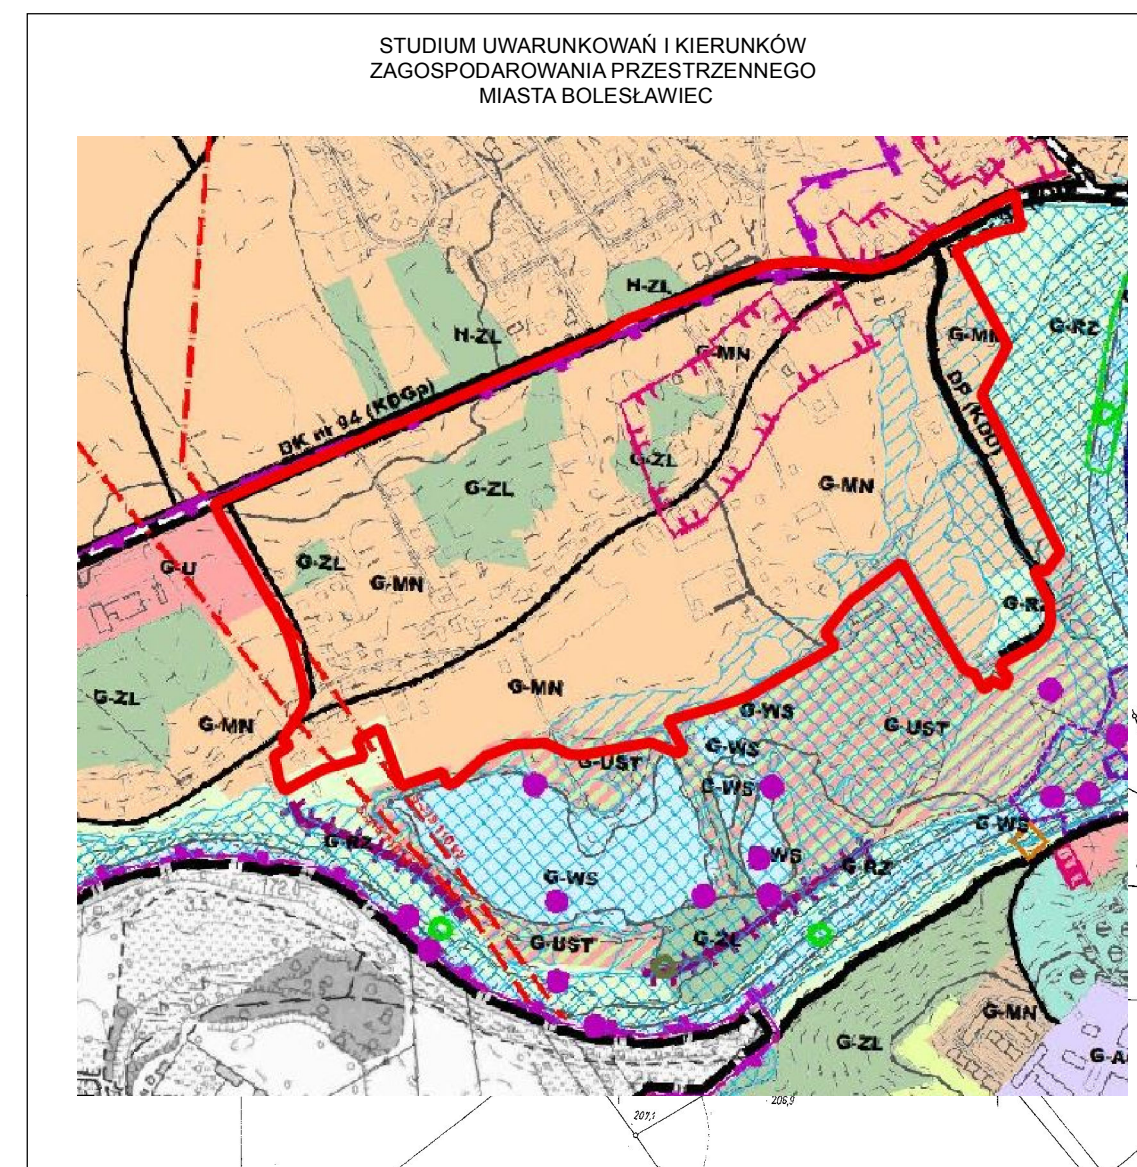 STUDIUM UWARUNKOWAŃ I KIERUNKÓW
ZAGOSPODAROWANIA PRZESTRZENNEGO
MIASTA BOLESŁAWIEC
H-ZL
G-RZ
H-ZL
G-MN
DK nr 94 (KDGp)
G-ZL
G-ZL
G-MN
G-U
G-ZL
G-MN
G-ZL
G-MN
G-MN
G-WS
G-UST
G-WS
G-UST
G-WS
G-WS
G-RZ
WS
G-RZ
G-WS
G-UST
G-ZL
G-MN
G-ZL
206,9
207,1